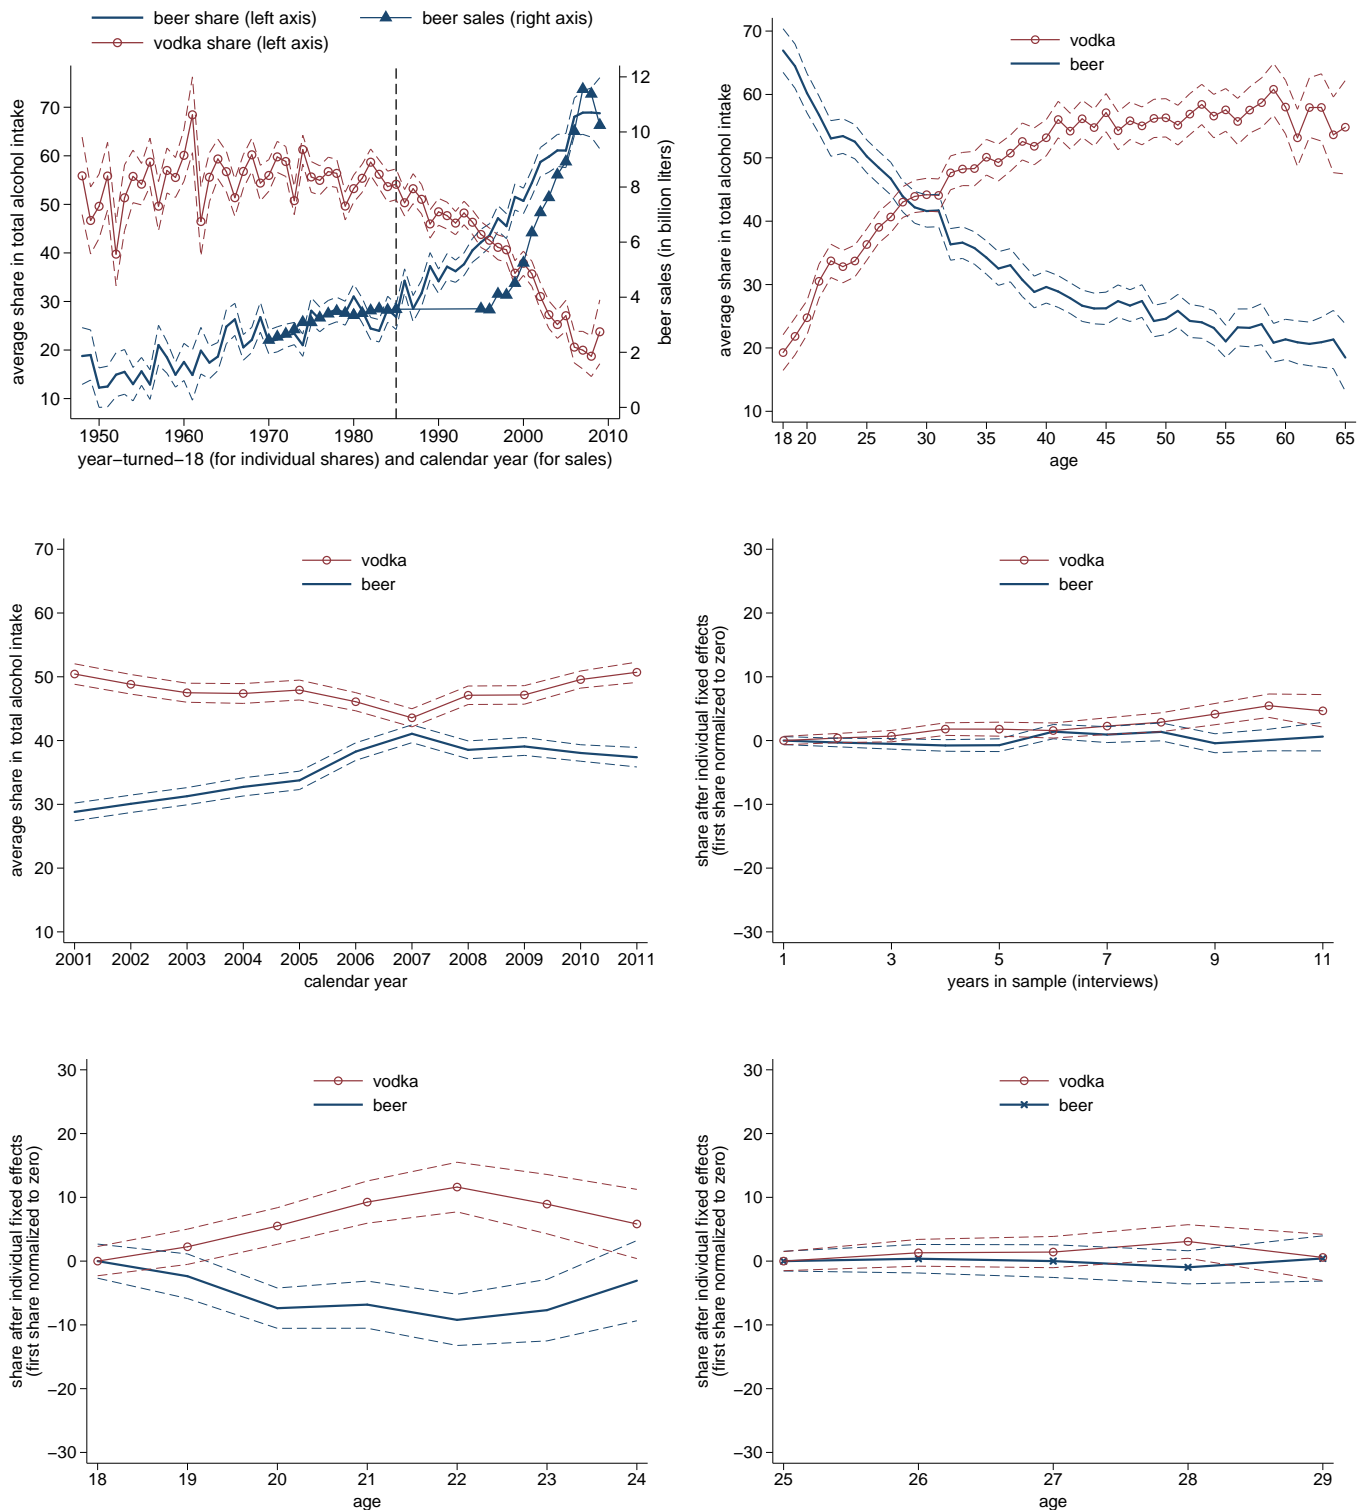 beer share (left axis)
beer sales (right axis)
vodka share (left axis)
average share in total alcohol intake
70
60
50
40
30
20
10
12
10
8
6
4
2
0
beer sales (in billion liters)
1950 1960 1970 1980 1990 2000 2010
year−turned−18 (for individual shares) and calendar year (for sales)
vodka
beer
average share in total alcohol intake
70
60
50
40
30
20
10
18 20 25 30 35 40 45 50 55 60 65
age
vodka
beer
average share in total alcohol intake
70
60
50
40
30
20
10
2001 2002 2003 2004 2005 2006 2007 2008 2009 2010 2011
calendar year
vodka
beer
share after individual fixed effects
(first share normalized to zero)
30
20
10
0
−10
−20
−30
1 3 5 7 9 11
years in sample (interviews)
vodka
beer
share after individual fixed effects
(first share normalized to zero)
30
20
10
0
−10
−20
−30
18 19 20 21 22 23 24
age
vodka
beer
share after individual fixed effects
(first share normalized to zero)
30
20
10
0
−10
−20
−30
25 26 27 28 29
age